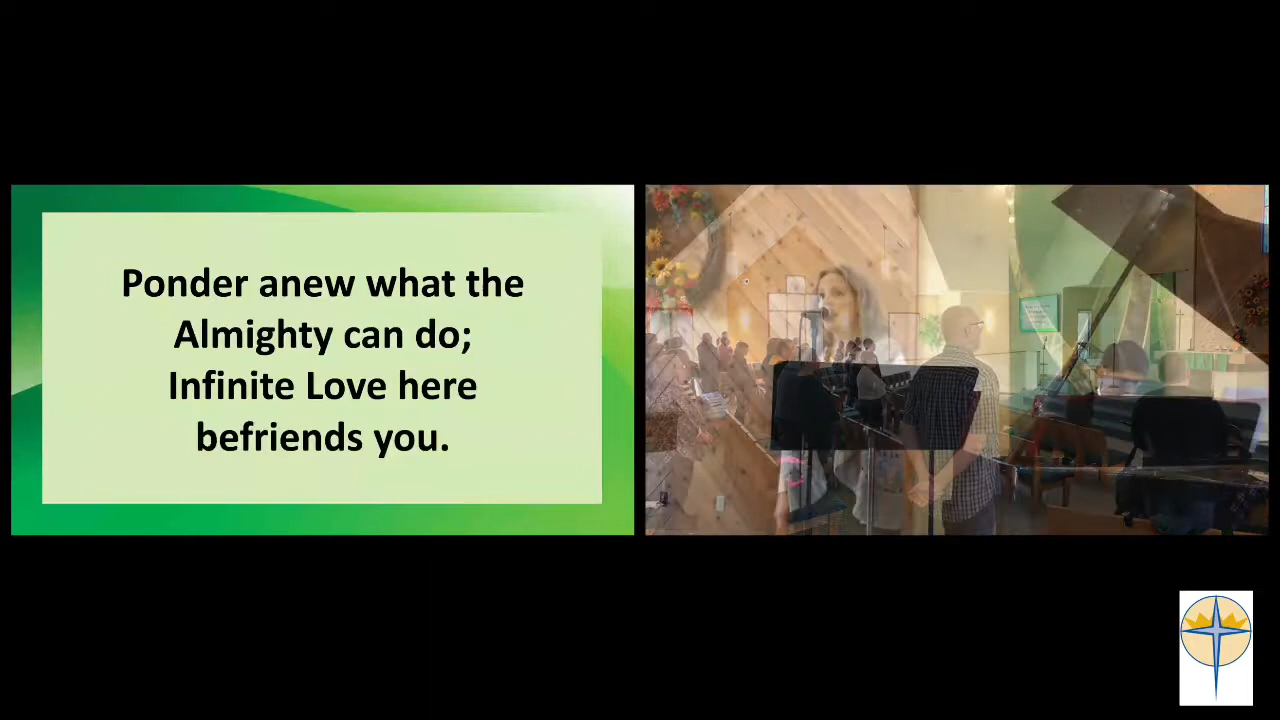 Ponder anew what the
Almighty can do;
Infinite Love here
befriends you.